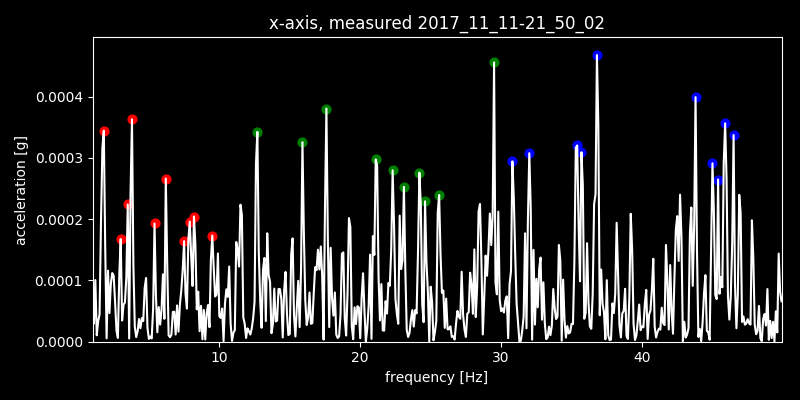 x-axis, measured 2017_11_11-21_50_02
acceleration [g]
0.0004
0.0003
0.0002
0.0001
0.0000
10 20 30 40
frequency [Hz]